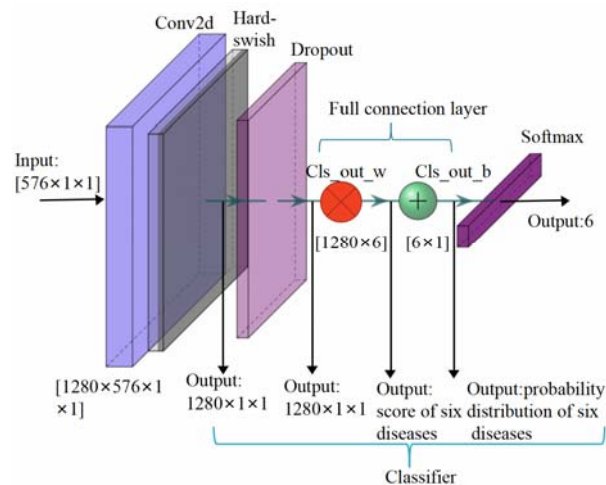 Conv2d
Hard-
swish
Dropout
Full connection layer
Softmax
Input:
[576×1×1]
Cls_out_w
Cls_out_b
Output:6
[1280×6]
[6×1]
[1280×576×1
×1]
Output:
1280×1×1
Output:
1280×1×1
Output:
score of six
diseases
Output:probability
distribution of six
diseases
Classifier